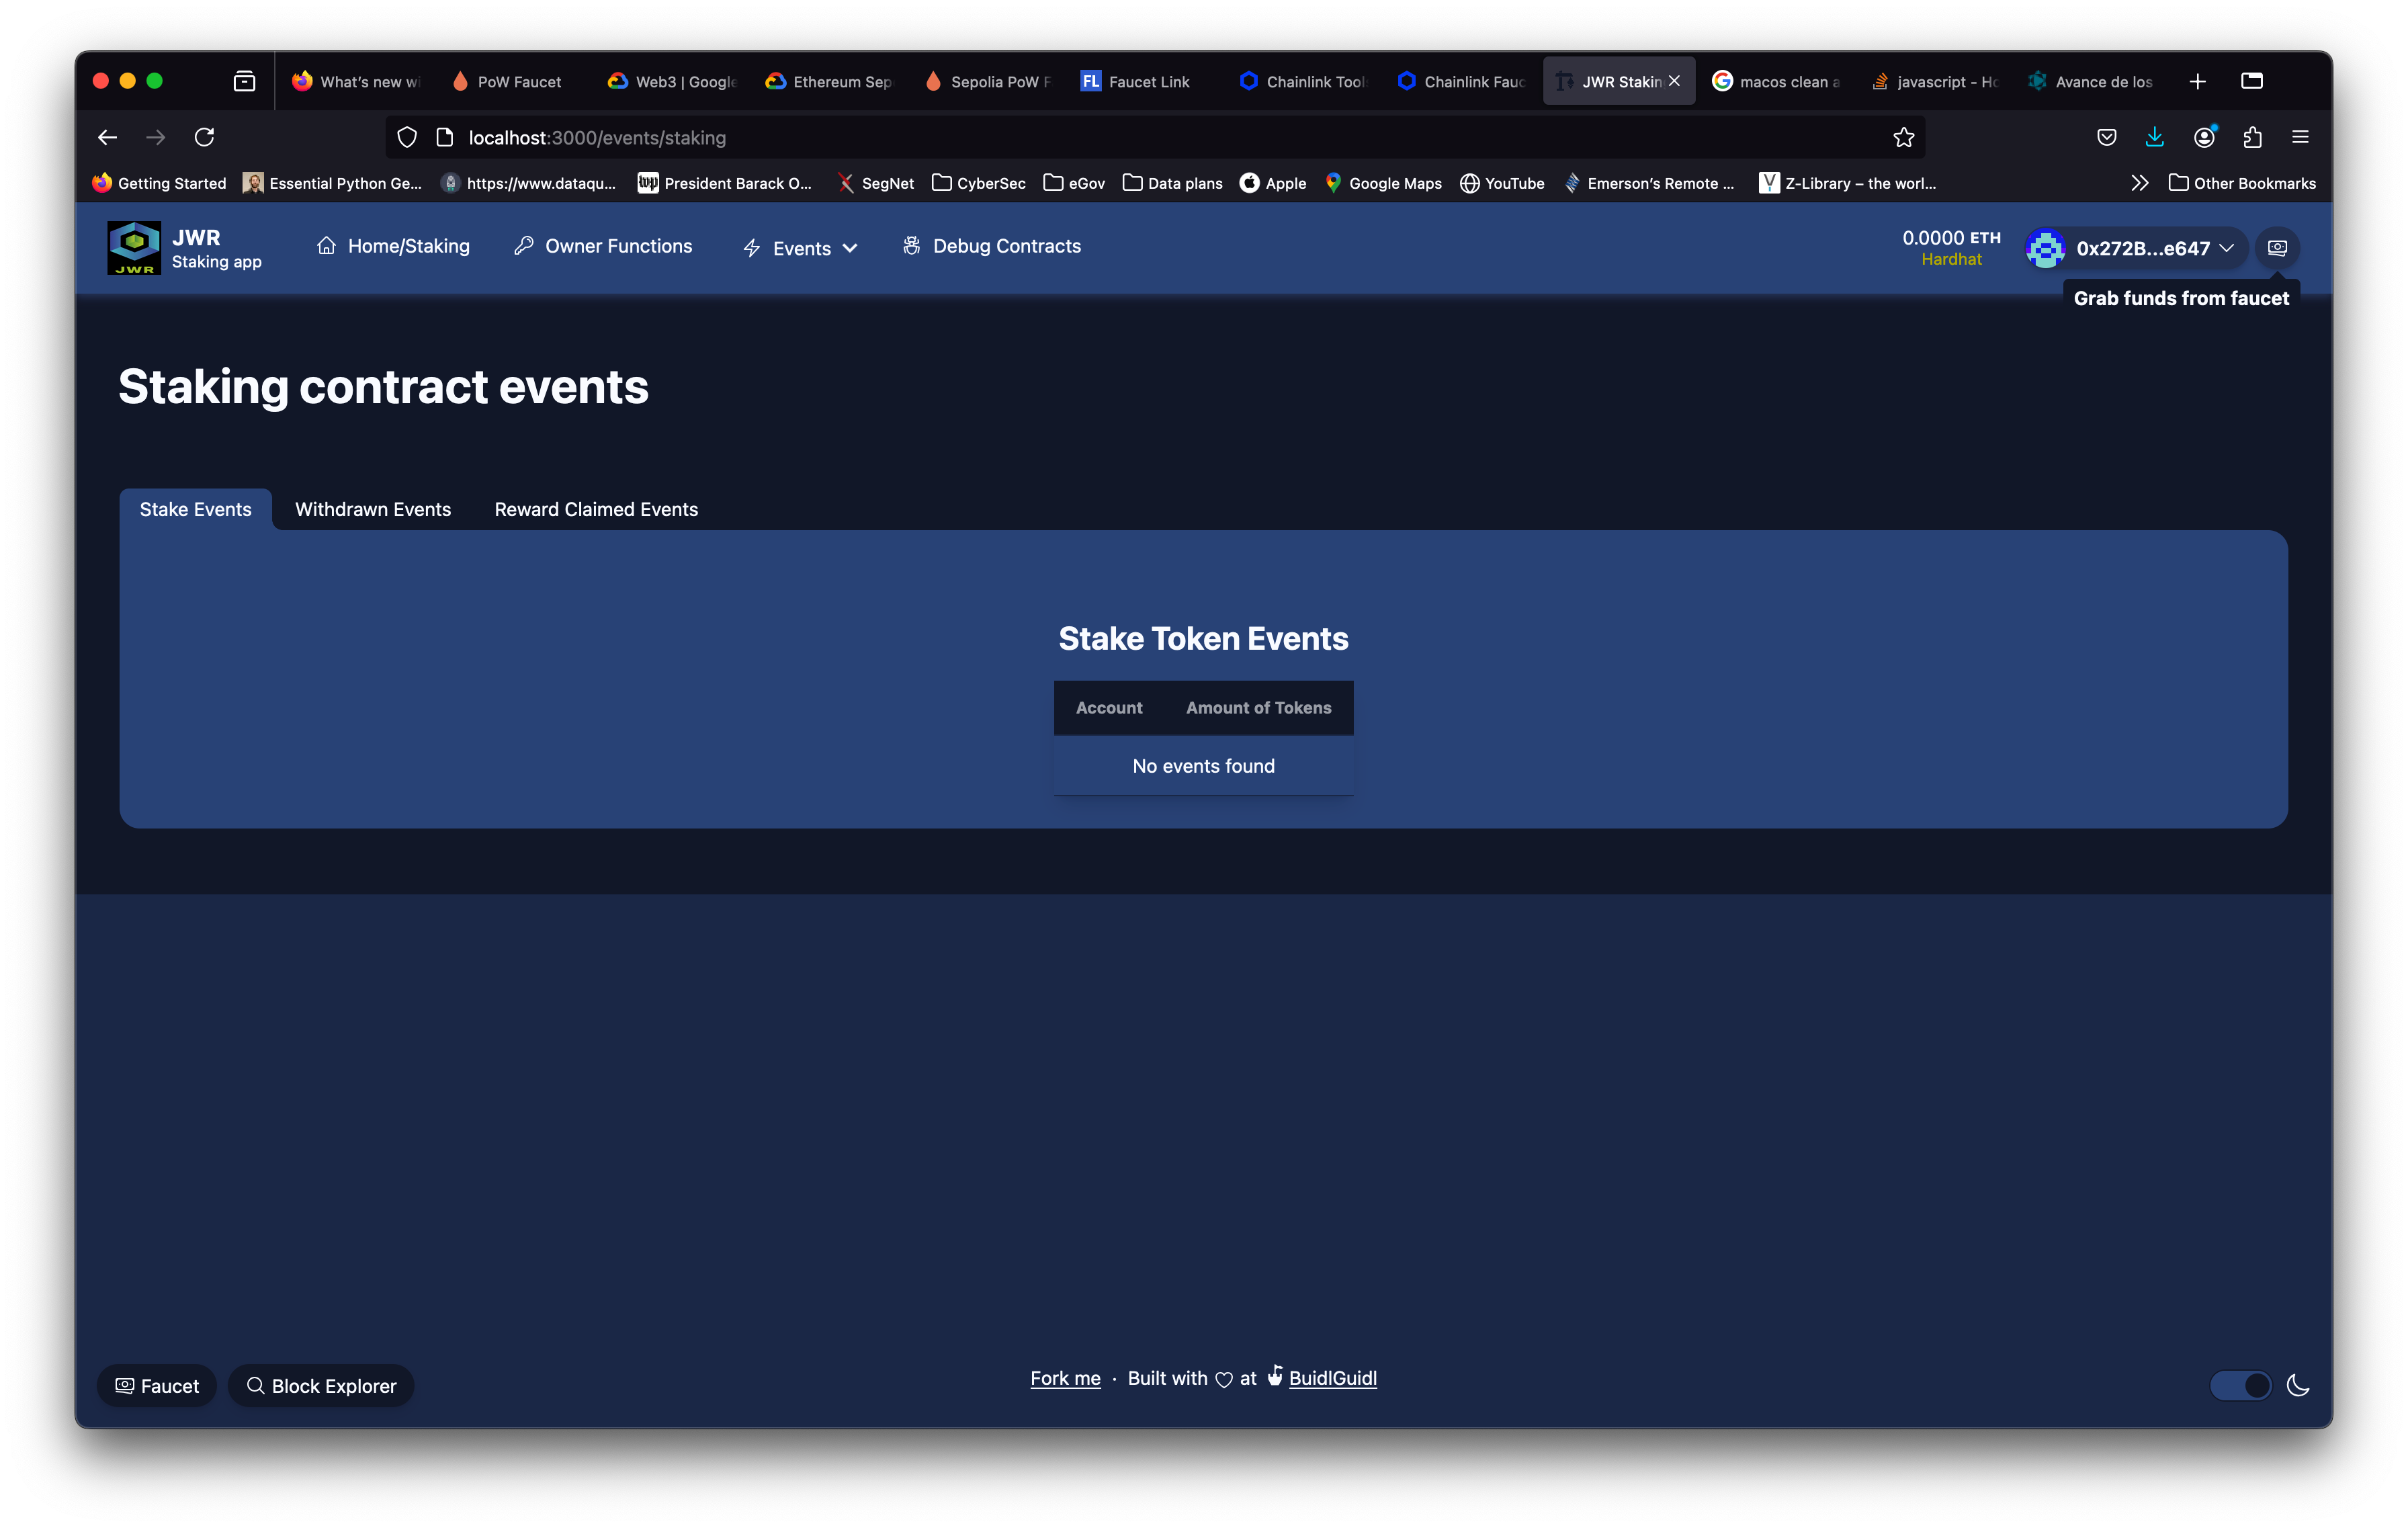 What's new wi
PoW Faucet
Web3 | Google
Ethereum Sep
Sepolia PoW F
FL Faucet Link
Chainlink Tool
Chainlink Fauc
JWR Stakin
macos clean a
javascript - Ho
Avance de los
localhost:3000/events/staking
Getting Started
Essential Python Ge...
https://www.dataqu...
wp President Barack O...
SegNet
CyberSec
eGov
Data plans
Apple
Google Maps
YouTube
Emerson's Remote ...
Z-Library – the worl...
Other Bookmarks
JWR
JWR
Staking app
Home/Staking
Owner Functions
Events
Debug Contracts
0.0000 ETH
Hardhat
0x272B...e647
Grab funds from faucet
Staking contract events
Stake Events
Withdrawn Events
Reward Claimed Events
Stake Token Events
Account Amount of Tokens
No events found
Faucet
Block Explorer
Fork me · Built with ♡ at BuidlGuidl